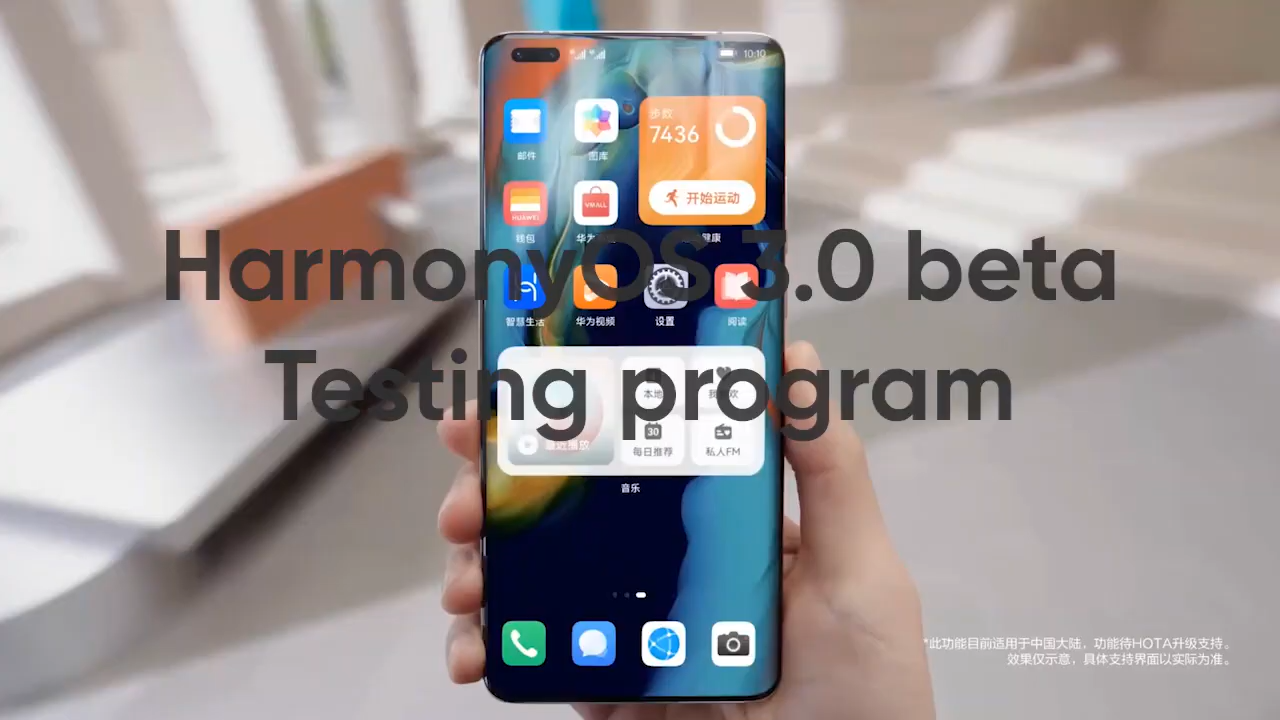 10:10
步数
7436
开始运动
邮件
图库
HUAWEI
VMALL
钱包
健康
HarmonyOS 3.0 beta
智慧生活
华为视频
设置
阅读
Testing program
30
每日推荐
私人FM
音乐
*此功能目前适用于中国大陆，功能待HOTA升级支持。
效果仅示意，具体支持界面以实际为准。